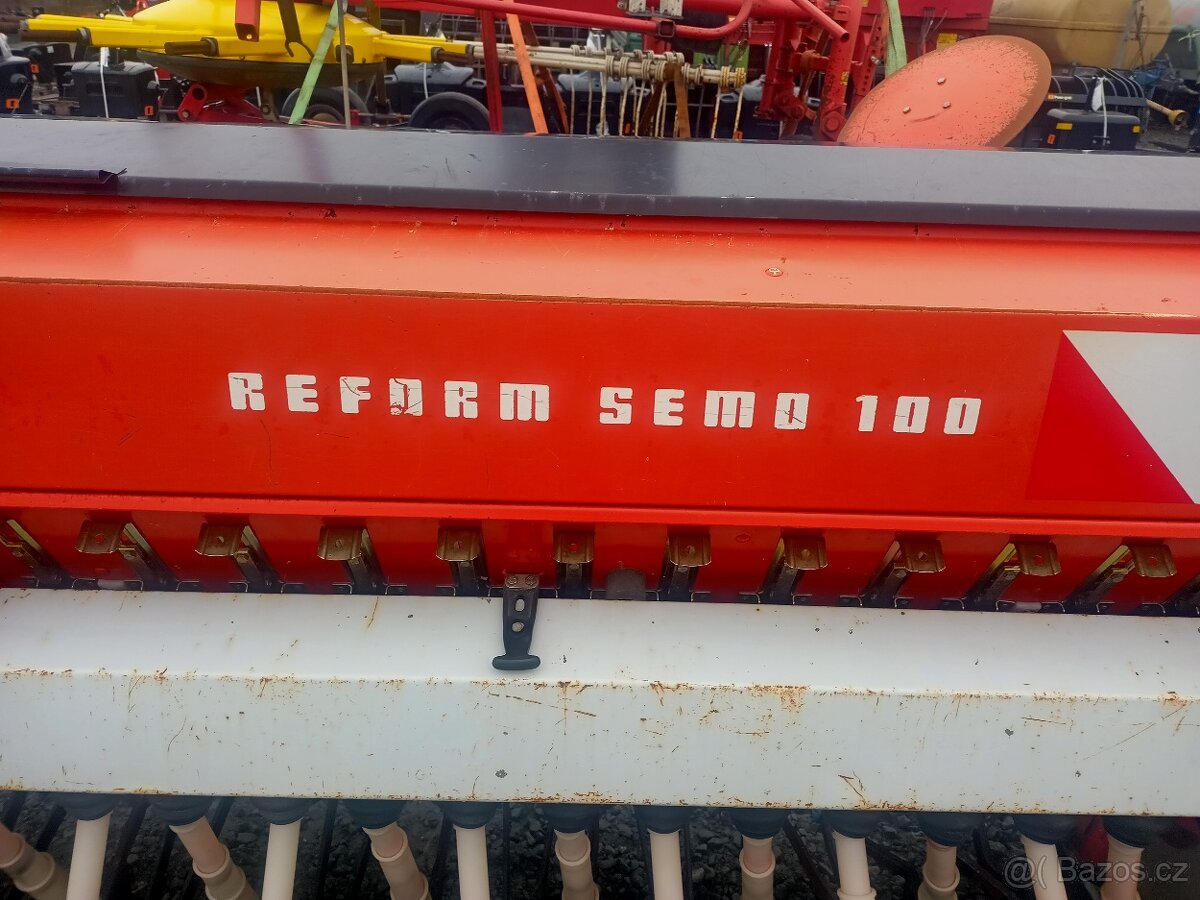 REFORM SEMO 100
@ Bazos.cz